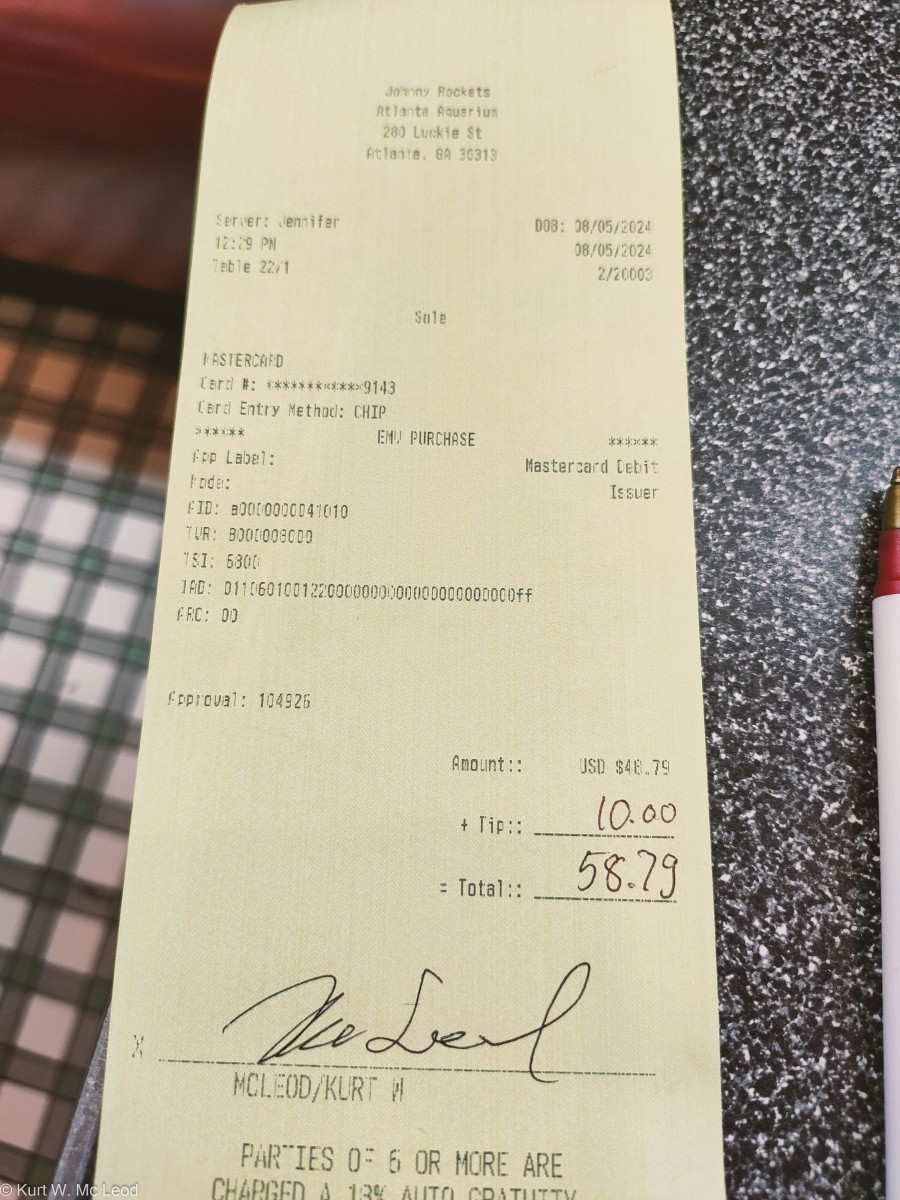 Johnny Rockets
Atlanta Aquarium
280 Luckie St
Atlanta, GA 30313
Server: Jennifer DOB: 08/05/2024
12:29 PM 08/05/2024
Table 22/1 2/20003
Sale
MASTERCARD
Card #: ************9143
Card Entry Method: CHIP
****** EMV PURCHASE ******
App Label: Mastercard Debit
Mode: Issuer
AID: a0000000041010
TVR: 8000008000
TSI: 6800
ARC: 00
Approval: 104926
Amount:: USD $48.79
+ Tip:: 10.00
= Total:: 58.79
McLeod
X
MCLEOD/KURT W
PARTIES OF 6 OR MORE ARE
CHARGED A 18% AUTO GRATUITY
© Kurt W. Mc Leod